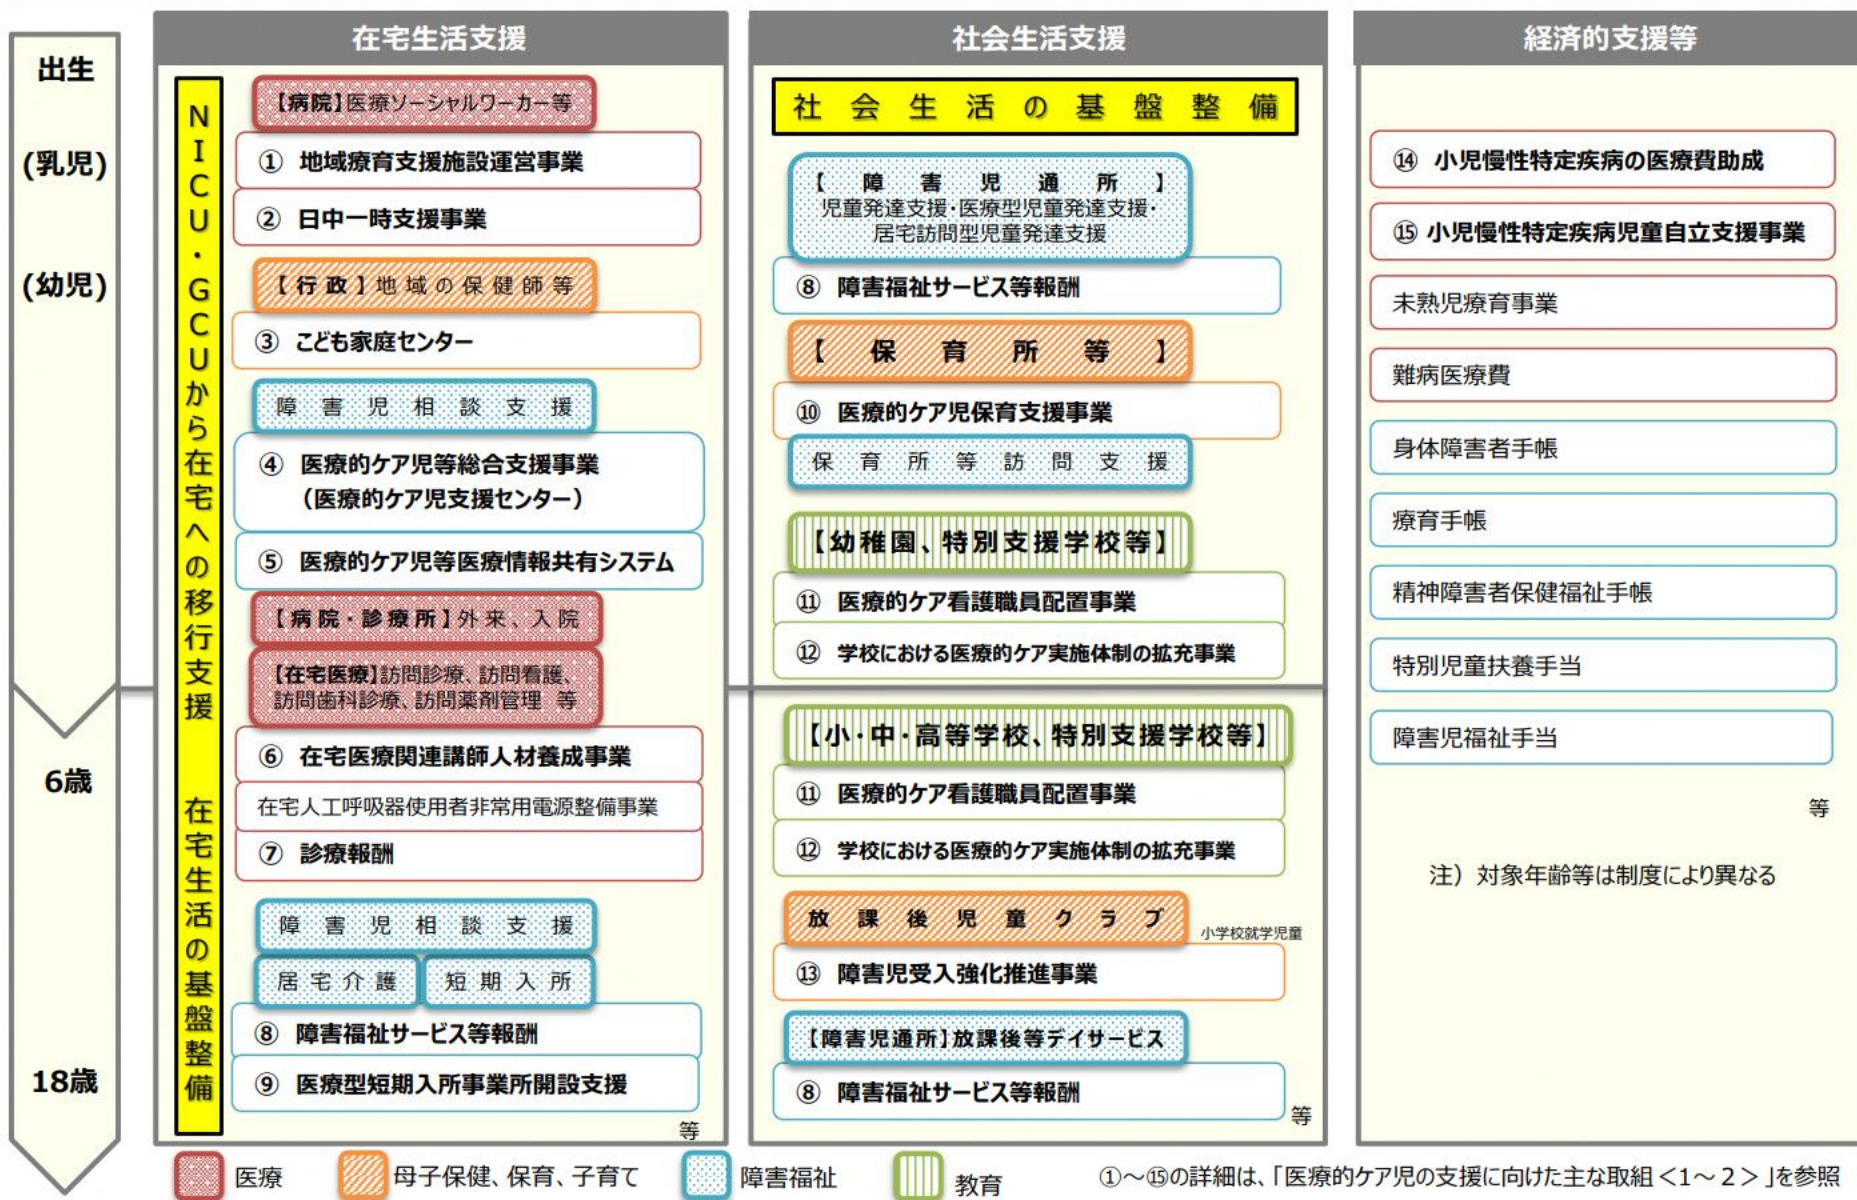 出生
(乳児)
(幼児)
6歳
18歳
在宅生活支援
NICU・GCUから在宅への移行支援　在宅生活の基盤整備
【病院】医療ソーシャルワーカー等
① 地域療育支援施設運営事業
② 日中一時支援事業
【行政】地域の保健師等
③ こども家庭センター
障害児相談支援
④ 医療的ケア児等総合支援事業
（医療的ケア児支援センター）
⑤ 医療的ケア児等医療情報共有システム
【病院・診療所】外来、入院
【在宅医療】訪問診療、訪問看護、
訪問歯科診療、訪問薬剤管理 等
⑥ 在宅医療関連講師人材養成事業
在宅人工呼吸器使用者非常用電源整備事業
⑦ 診療報酬
障害児相談支援
居宅介護 短期入所
⑧ 障害福祉サービス等報酬
⑨ 医療型短期入所事業所開設支援
等
社会生活支援
社会生活の基盤整備
【障害児通所】
児童発達支援・医療型児童発達支援・
居宅訪問型児童発達支援
⑧ 障害福祉サービス等報酬
【保育所等】
⑩ 医療的ケア児保育支援事業
保育所等訪問支援
【幼稚園、特別支援学校等】
⑪ 医療的ケア看護職員配置事業
⑫ 学校における医療的ケア実施体制の拡充事業
【小・中・高等学校、特別支援学校等】
⑪ 医療的ケア看護職員配置事業
⑫ 学校における医療的ケア実施体制の拡充事業
放課後児童クラブ 小学校就学児童
⑬ 障害児受入強化推進事業
【障害児通所】放課後等デイサービス
⑧ 障害福祉サービス等報酬
等
経済的支援等
⑭ 小児慢性特定疾病の医療費助成
⑮ 小児慢性特定疾病児童自立支援事業
未熟児療育事業
難病医療費
身体障害者手帳
療育手帳
精神障害者保健福祉手帳
特別児童扶養手当
障害児福祉手当
等
注）対象年齢等は制度により異なる
医療 母子保健、保育、子育て 障害福祉 教育
①～⑮の詳細は、「医療的ケア児の支援に向けた主な取組＜1～2＞」を参照